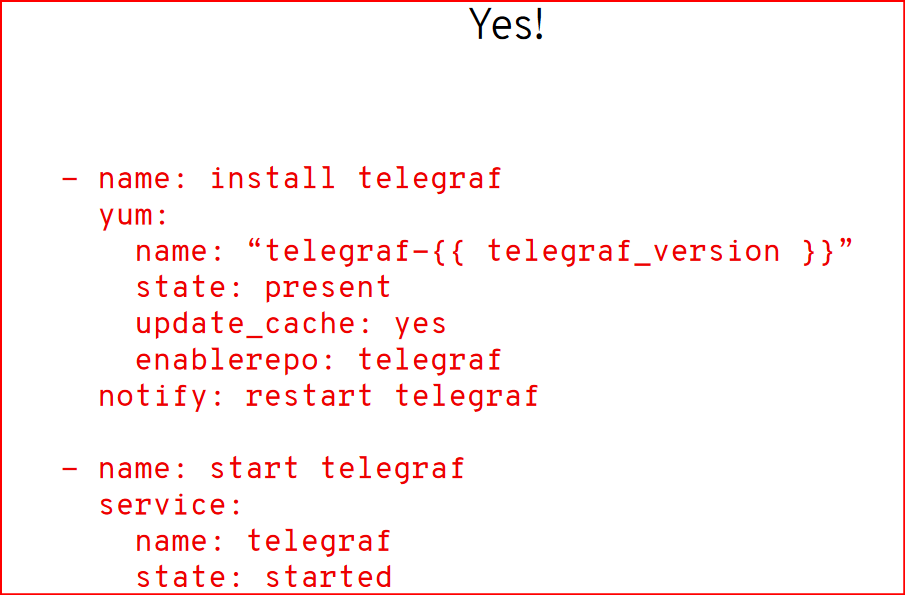 Yes!
- name: install telegraf
  yum:
    name: “telegraf-{{ telegraf_version }}”
    state: present
    update_cache: yes
    enablerepo: telegraf
  notify: restart telegraf
- name: start telegraf
  service:
    name: telegraf
    state: started